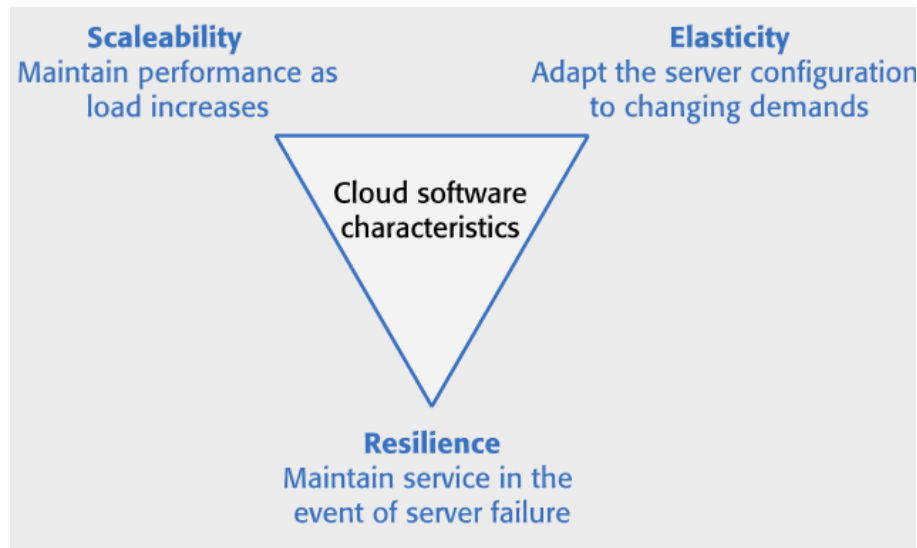 Scaleability
Maintain performance as
load increases
Elasticity
Adapt the server configuration
to changing demands
Cloud software
characteristics
Resilience
Maintain service in the
event of server failure